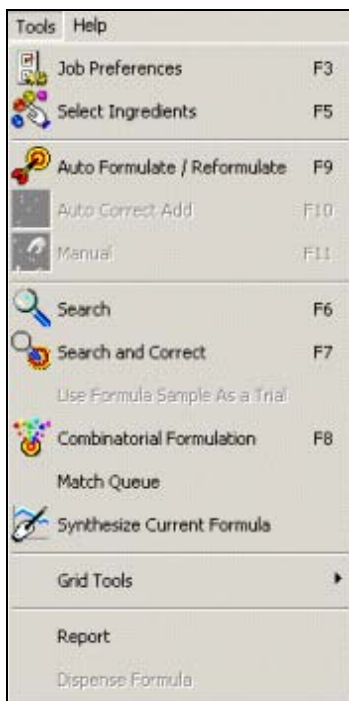 Tools Help
Job Preferences F3
Select Ingredients F5
Auto Formulate / Reformulate F9
Auto Correct Add F10
Manual F11
Search F6
Search and Correct F7
Use Formula Sample As a Trial
Combinatorial Formulation F8
Match Queue
Synthesize Current Formula
Grid Tools
Report
Dispense Formula